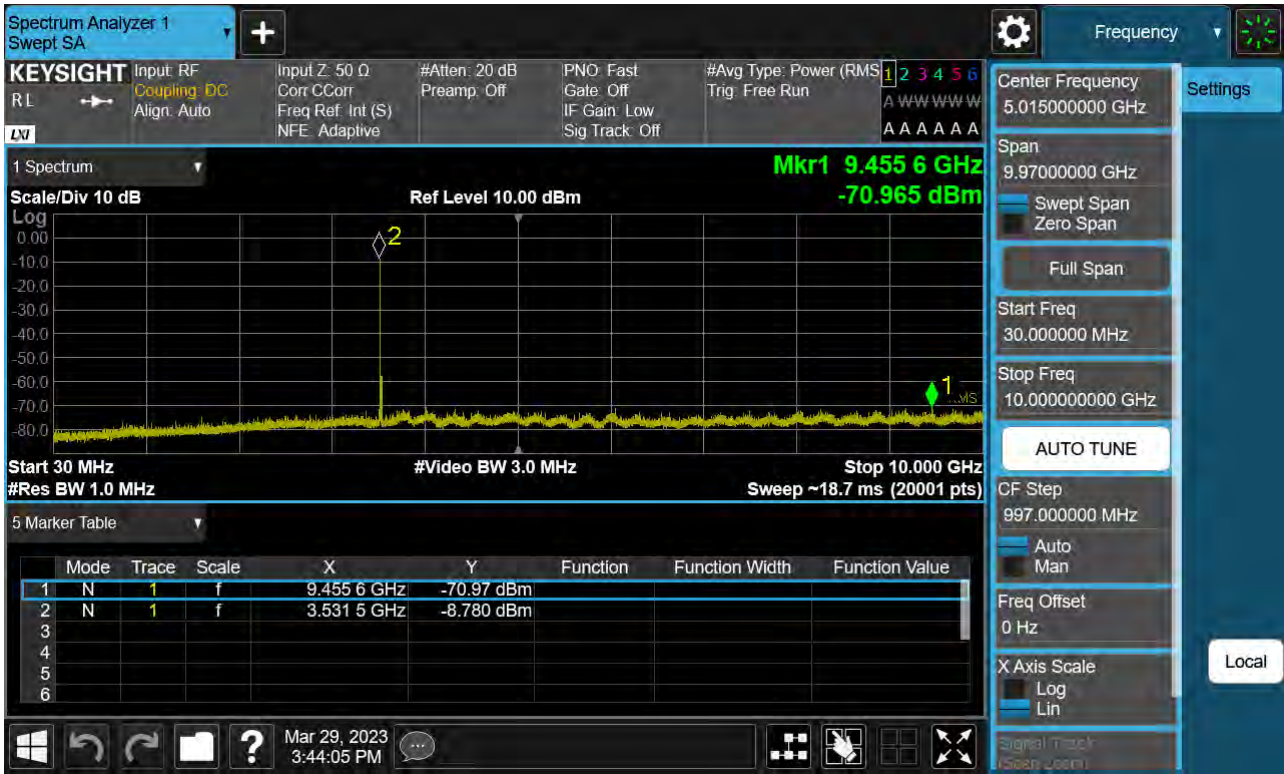 Spectrum Analyzer 1
Swept SA
Frequency
KEYSIGHT
RL
LXI
Input: RF
Coupling: DC
Align: Auto
Input Z: 50 Ω
Corr CCorr
Freq Ref: Int (S)
NFE: Adaptive
#Atten: 20 dB
Preamp: Off
PNO: Fast
Gate: Off
IF Gain: Low
Sig Track: Off
#Avg Type: Power (RMS
Trig: Free Run
1 2 3 4 5 6
A W W W W W
A A A A A A
1 Spectrum
Mkr1 9.455 6 GHz
Scale/Div 10 dB
Ref Level 10.00 dBm
-70.965 dBm
Log
0.00
-10.0
-20.0
-30.0
-40.0
-50.0
-60.0
-70.0
-80.0
2
1
RMS
Start 30 MHz
#Video BW 3.0 MHz
Stop 10.000 GHz
#Res BW 1.0 MHz
Sweep ~18.7 ms (20001 pts)
5 Marker Table
Mode Trace Scale X Y Function Function Width Function Value
1 N 1 f 9.455 6 GHz -70.97 dBm
2 N 1 f 3.531 5 GHz -8.780 dBm
3
4
5
6
?
Mar 29, 2023
3:44:05 PM
Center Frequency
5.015000000 GHz
Settings
Span
9.97000000 GHz
Swept Span
Zero Span
Full Span
Start Freq
30.000000 MHz
Stop Freq
10.000000000 GHz
AUTO TUNE
CF Step
997.000000 MHz
Auto
Man
Freq Offset
0 Hz
X Axis Scale
Log
Lin
Local
Signal Track
(Span Zoom)